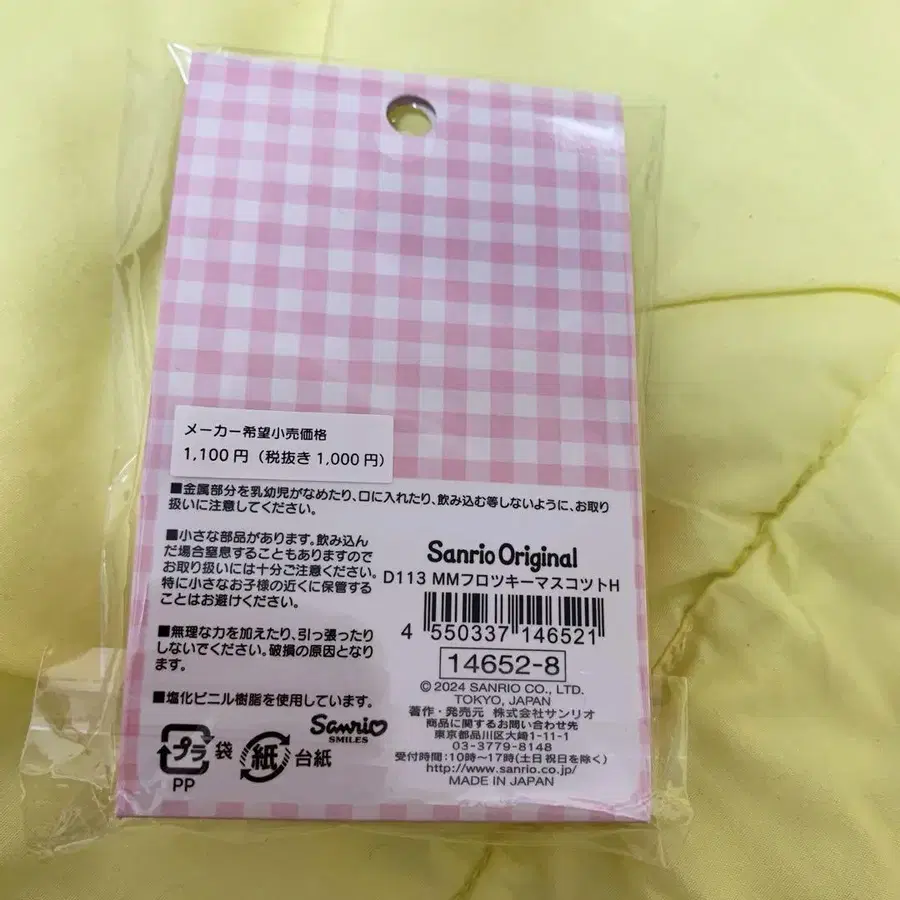 メーカー希望小売価格
1,100円（税抜き1,000円）
■金属部分を乳幼児がなめたり、口に入れたり、飲み込む等しないように、お取り
扱いに注意してください。
■小さな部品があります。飲み込ん
だ場合窒息することもありますので
お取り扱いには十分ご注意ください。
特に小さなお子様の近くに保管する
ことはお避けください。
■無理な力を加えたり、引っ張ったり
しないでください。破損の原因となり
ます。
■塩化ビニル樹脂を使用しています。
プラ 袋 紙 台紙
PP
Sanrio
SMILES
Sanrio Original
D113 MMフロツキーマスコツトH
4 550337 146521
14652-8
© 2024 SANRIO CO., LTD.
TOKYO, JAPAN
著作・発売元 株式会社サンリオ
商品に関するお問い合わせ先
東京都品川区大崎1-11-1
03-3779-8148
受付時間：10時〜17時(土日祝日を除く)
http://www.sanrio.co.jp/
MADE IN JAPAN